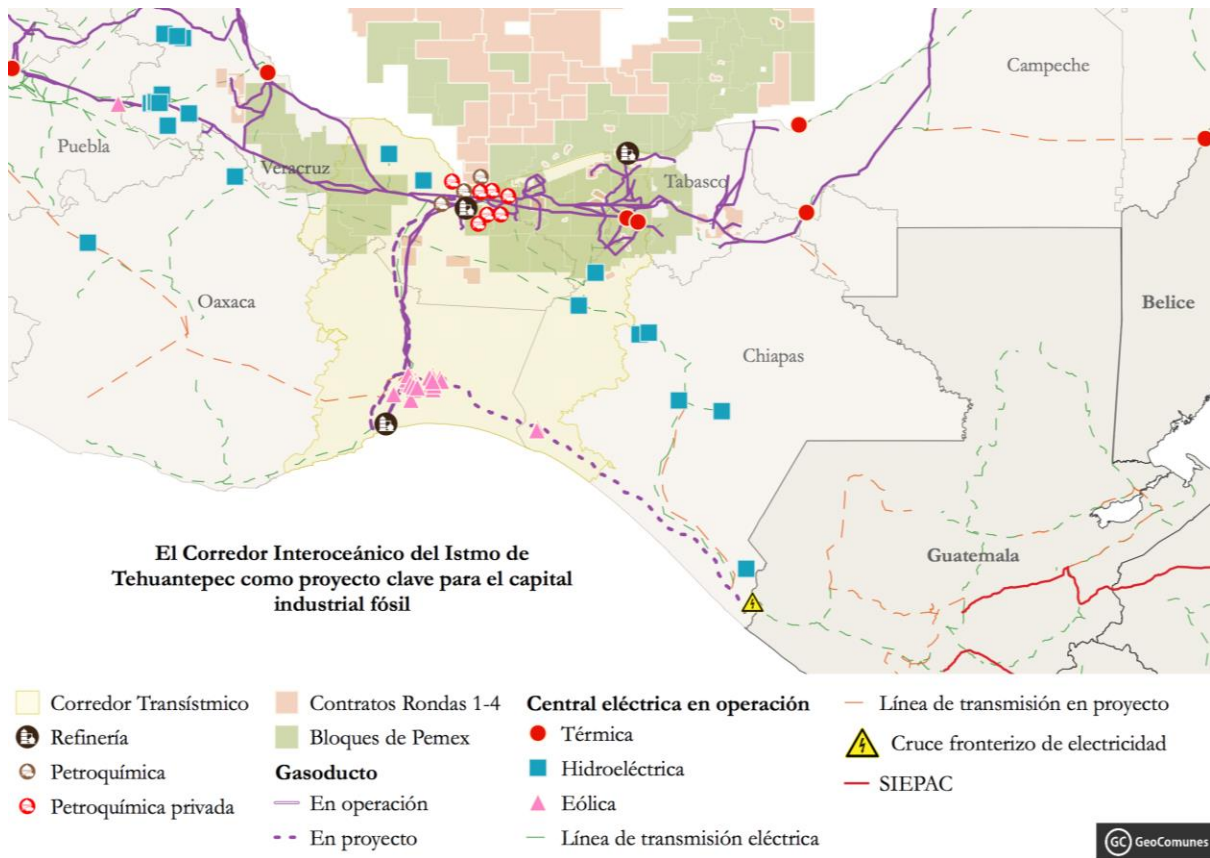 Campeche
Puebla
Veracruz
Tabasco
Oaxaca
Belice
Chiapas
Guatemala
El Corredor Interoceánico del Istmo de
Tehuantepec como proyecto clave para el capital
industrial fósil
Corredor Transístmico
Refinería
Petroquímica
Petroquímica privada
Contratos Rondas 1-4
Bloques de Pemex
Gasoducto
En operación
En proyecto
Central eléctrica en operación
Térmica
Hidroeléctrica
Eólica
Línea de transmisión eléctrica
Línea de transmisión en proyecto
Cruce fronterizo de electricidad
SIEPAC
GC GeoComunes